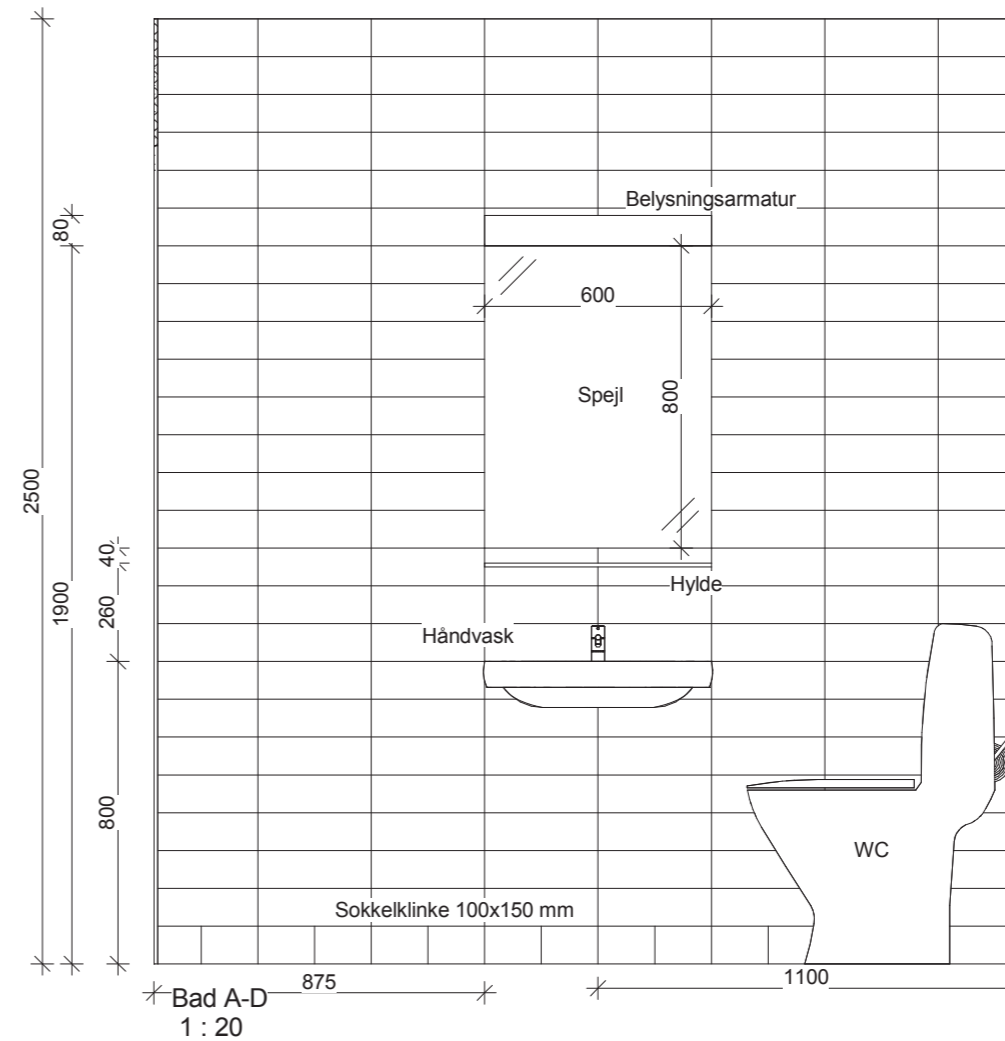 Belysningsarmatur
80
600
Spejl
800
2500
40
Hylde
1900
260
Håndvask
800
WC
Sokkelklinke 100x150 mm
875
1100
Bad A-D
1 : 20